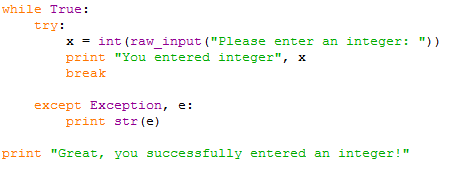 while True:
    try:
        x = int(raw_input("Please enter an integer: "))
        print "You entered integer", x
        break

    except Exception, e:
        print str(e)

print "Great, you successfully entered an integer!"